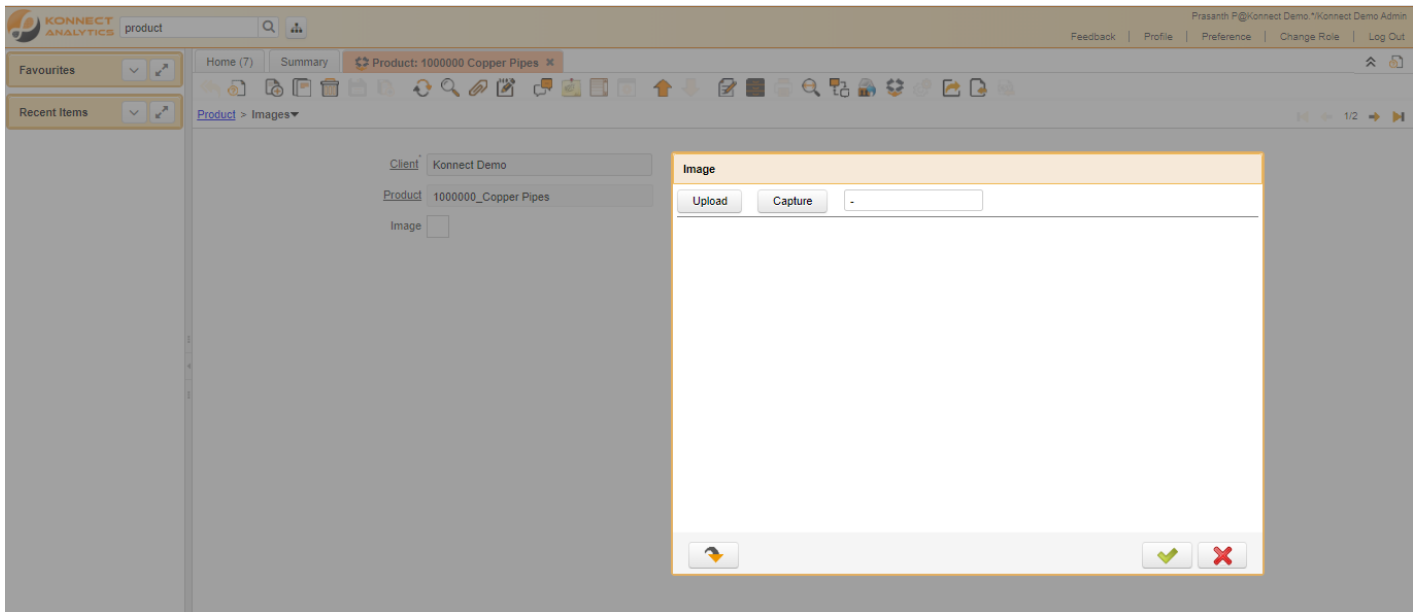 KONNECT
ANALYTICS
product
Prasanth P@Konnect Demo.*/Konnect Demo Admin
Feedback | Profile | Preference | Change Role | Log Out
Favourites
Recent Items
Home (7)
Summary
Product: 1000000 Copper Pipes
Product > Images
1/2
Client Konnect Demo
Product 1000000_Copper Pipes
Image
Image
Upload
Capture
-